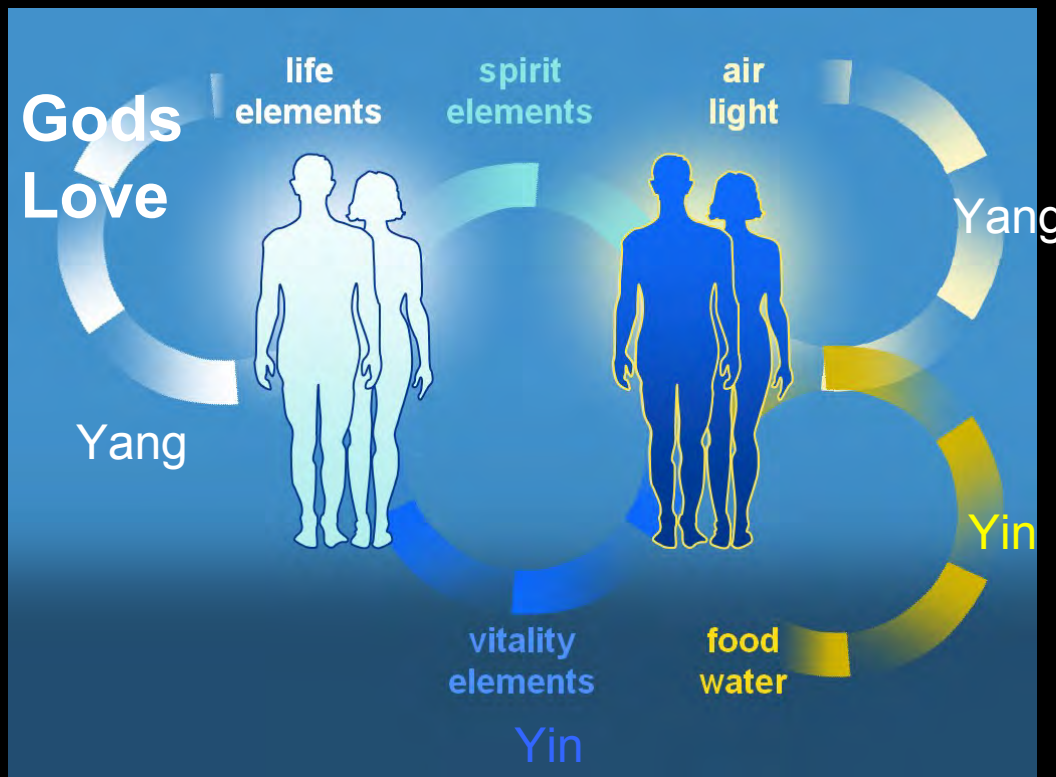 life
elements
spirit
elements
air
light
Gods
Love
Yang
Yang
Yin
vitality
elements
food
water
Yin